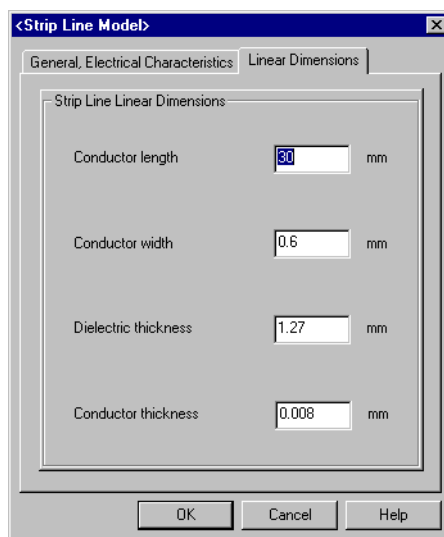 <Strip Line Model>
General, Electrical Characteristics
Linear Dimensions
Strip Line Linear Dimensions
Conductor length 30 mm
Conductor width 0.6 mm
Dielectric thickness 1.27 mm
Conductor thickness 0.008 mm
OK Cancel Help